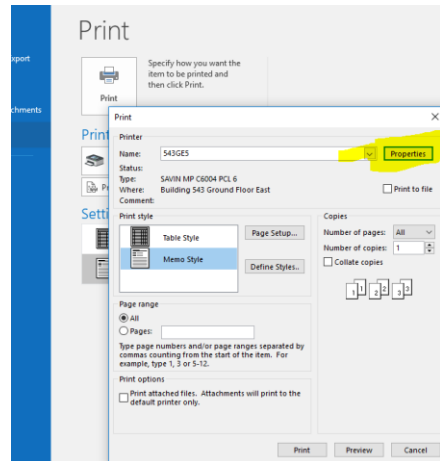 Print
Specify how you want the
item to be printed and
then click Print.
Print
xport
chments
Print
Setti
Print
Printer
Name: 543GE5 Properties
Status:
Type: SAVIN MP C6004 PCL 6
Where: Building 543 Ground Floor East Print to file
Comment:
Print style
Table Style
Memo Style
Page Setup...
Define Styles..
Copies
Number of pages: All
Number of copies: 1
Collate copies
1 1 2 2 3 3
Page range
All
Pages:
Type page numbers and/or page ranges separated by
commas counting from the start of the item. For
example, type 1, 3 or 5-12.
Print options
Print attached files. Attachments will print to the
default printer only.
Print Preview Cancel